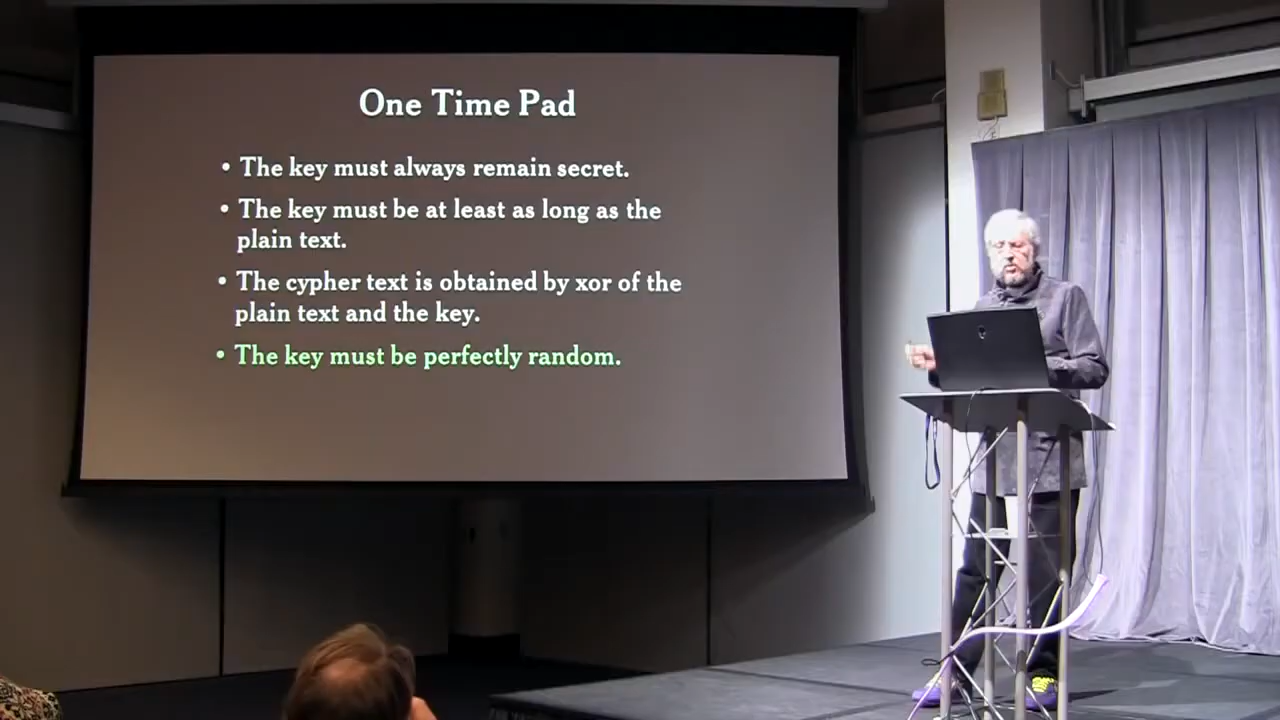 One Time Pad
• The key must always remain secret.
• The key must be at least as long as the
plain text.
• The cypher text is obtained by xor of the
plain text and the key.
• The key must be perfectly random.